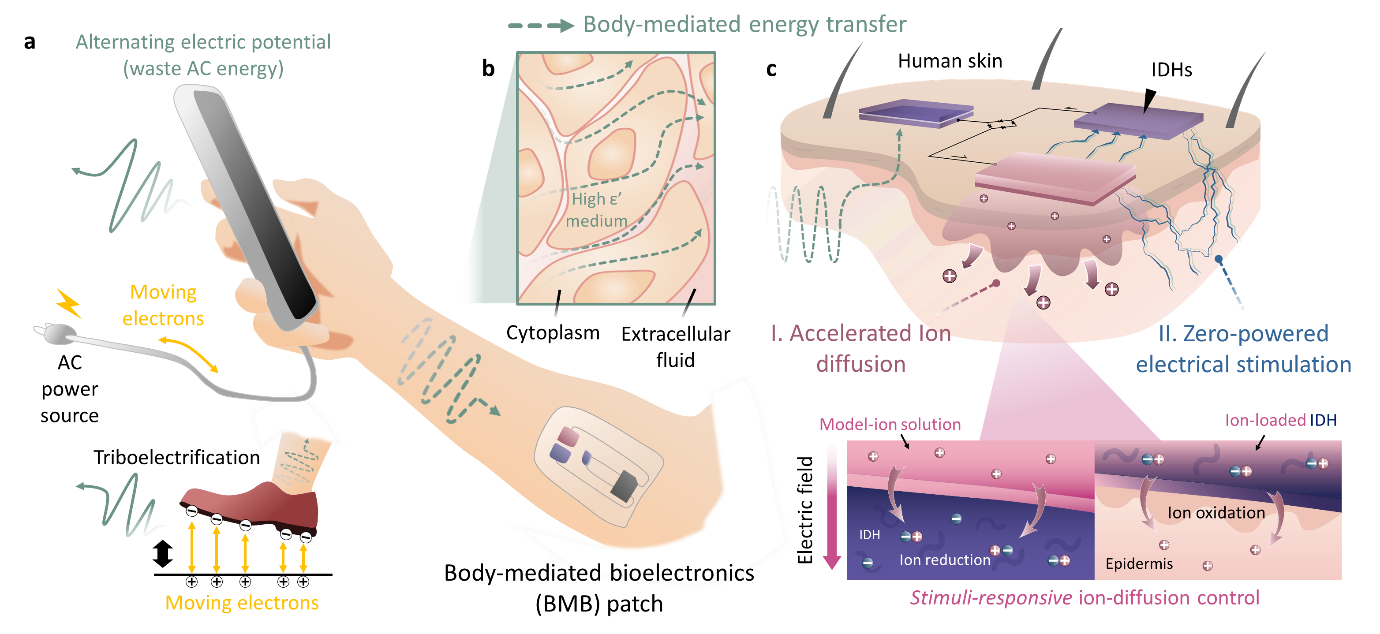 Body-mediated energy transfer
a
Alternating electric potential
(waste AC energy)
Moving
electrons
AC
power
source
Triboelectrification
Moving electrons
b
High ε’
medium
Cytoplasm
Extracellular
fluid
Body-mediated bioelectronics
(BMB) patch
c
Human skin
IDHs
I. Accelerated Ion
diffusion
II. Zero-powered
electrical stimulation
Model-ion solution
Ion-loaded IDH
Electric field
IDH
Ion reduction
Ion oxidation
Epidermis
Stimuli-responsive ion-diffusion control